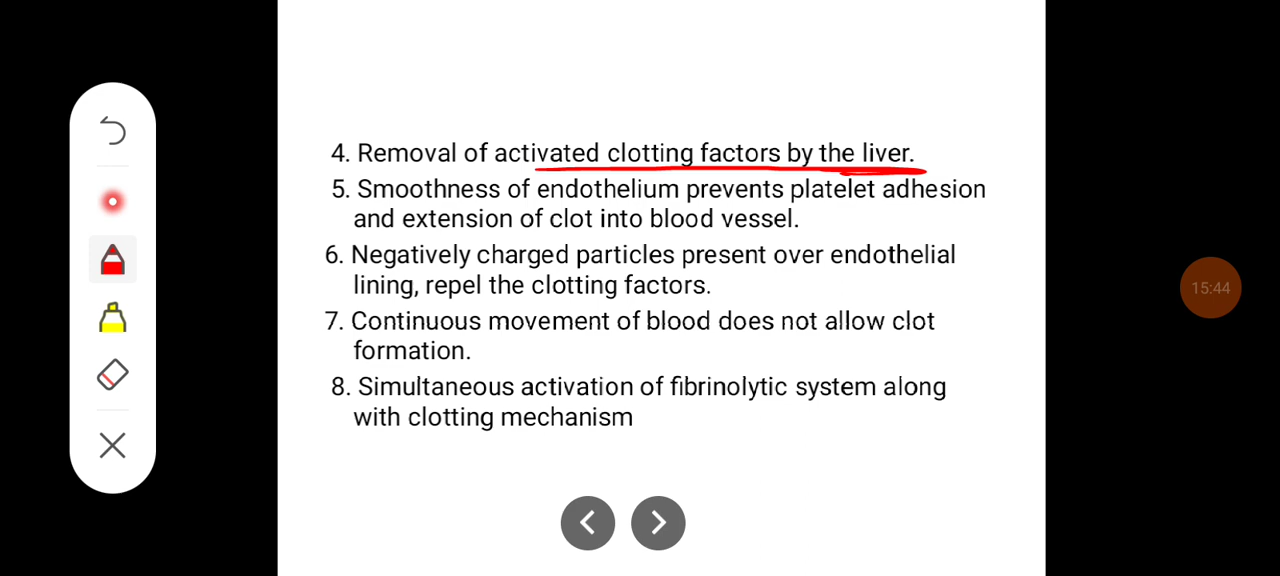 4. Removal of activated clotting factors by the liver.
5. Smoothness of endothelium prevents platelet adhesion
and extension of clot into blood vessel.
6. Negatively charged particles present over endothelial
lining, repel the clotting factors.
7. Continuous movement of blood does not allow clot
formation.
8. Simultaneous activation of fibrinolytic system along
with clotting mechanism
15:44